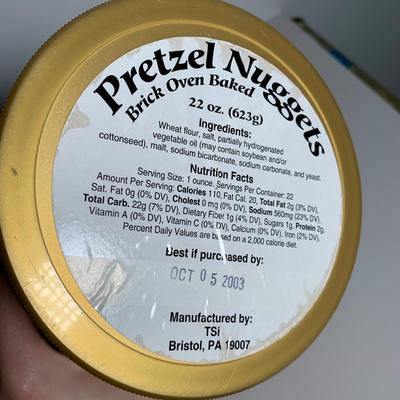 Pretzel Nuggets
Brick Oven Baked
22 oz. (623g)
Ingredients:
Wheat flour, salt, partially hydrogenated
vegetable oil (may contain soybean and/or
cottonseed), malt, sodium bicarbonate, sodium carbonate, and yeast.
Nutrition Facts
Serving Size: 1 ounce, Servings Per Container: 22
Amount Per Serving: Calories 110, Fat Cal. 20, Total Fat 2g (3% DV),
Sat. Fat 0g (0% DV), Cholest 0 mg (0% DV), Sodium 560mg (23% DV),
Total Carb. 22g (7% DV), Dietary Fiber 1g (4% DV), Sugars 1g, Protein 2g,
Vitamin A (0% DV), Vitamin C (0% DV), Calcium (0% DV), Iron (2% DV).
Percent Daily Values are based on a 2,000 calorie diet.
Best if purchased by:
OCT 05 2003
Manufactured by:
TSi
Bristol, PA 19007